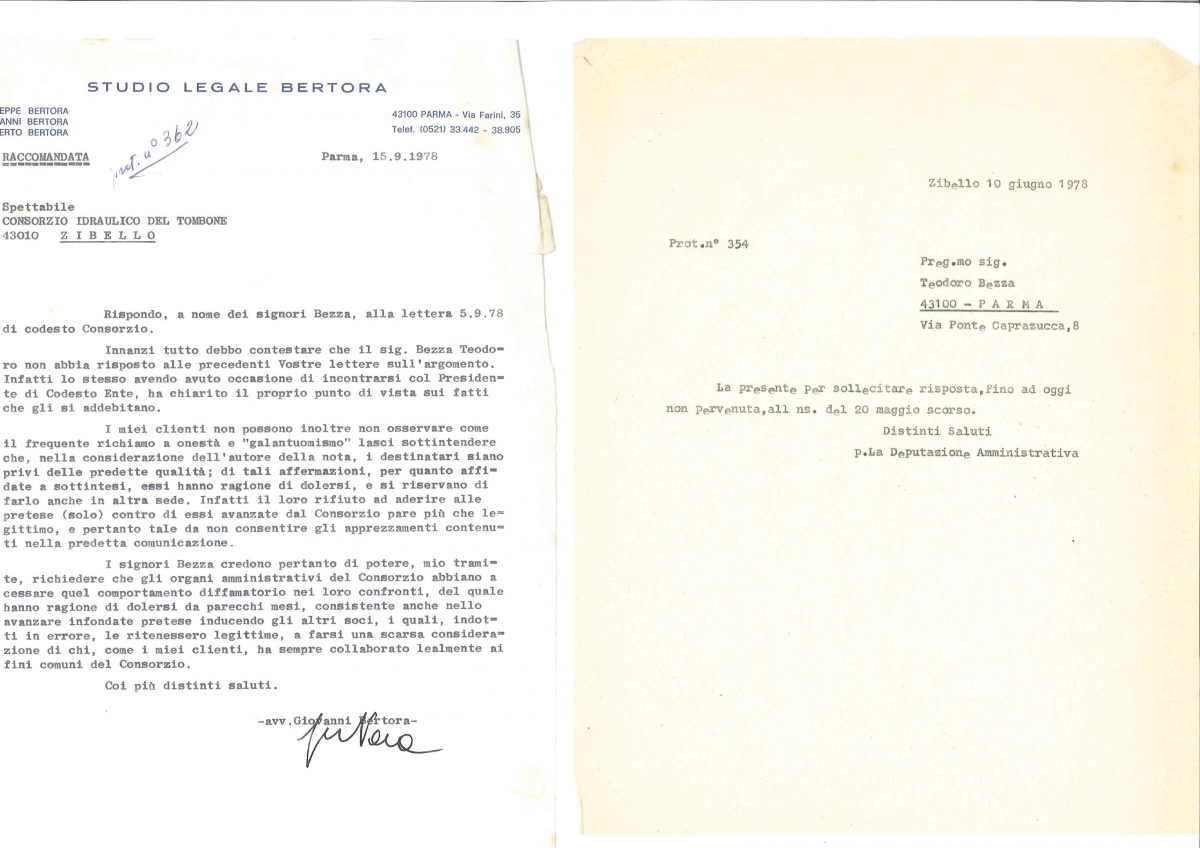 STUDIO LEGALE BERTORA
EPPE BERTORA
ANNI BERTORA
ERTO BERTORA
43100 PARMA - Via Farini, 35
Telef. (0521) 33.442 - 38.905
prot. n° 362
RACCOMANDATA
Parma, 15.9.1978
Spettabile
CONSORZIO IDRAULICO DEL TOMBONE
43010 ZIBELLO
Rispondo, a nome dei signori Bezza, alla lettera 5.9.78
di codesto Consorzio.
Innanzi tutto debbo contestare che il sig. Bezza Teodo=
ro non abbia risposto alle precedenti Vostre lettere sull'argomento.
Infatti lo stesso avendo avuto occasione di incontrarsi col Presiden=
te di Codesto Ente, ha chiarito il proprio punto di vista sui fatti
che gli si addebitano.
I miei clienti non possono inoltre non osservare come
il frequente richiamo a onestà e "galantuomismo" lasci sottintendere
che, nella considerazione dell'autore della nota, i destinatari siano
privi delle predette qualità; di tali affermazioni, per quanto affi=
date a sottintesi, essi hanno ragione di dolersi, e si riservano di
farlo anche in altra sede. Infatti il loro rifiuto ad aderire alle
pretese (solo) contro di essi avanzate dal Consorzio pare più che le=
gittimo, e pertanto tale da non consentire gli apprezzamenti contenu=
ti nella predetta comunicazione.
I signori Bezza credono pertanto di potere, mio trami=
te, richiedere che gli organi amministrativi del Consorzio abbiano a
cessare quel comportamento diffamatorio nei loro confronti, del quale
hanno ragione di dolersi da parecchi mesi, consistente anche nello
avanzare infondate pretese inducendo gli altri soci, i quali, indot=
ti in errore, le ritenessero legittime, a farsi una scarsa considera=
zione di chi, come i miei clienti, ha sempre collaborato lealmente ai
fini comuni del Consorzio.
Coi più distinti saluti.
-avv.Giovanni Bertora-
Zibello 10 giugno 1978
Prot.n° 354
Preg.mo sig.
Teodoro Bezza
43100 - PARMA
Via Ponte Caprazucca,8
La presente per sollecitare risposta,fino ad oggi
non pervenuta,all ns. del 20 maggio scorso.
Distinti Saluti
p.La Deputazione Amministrativa